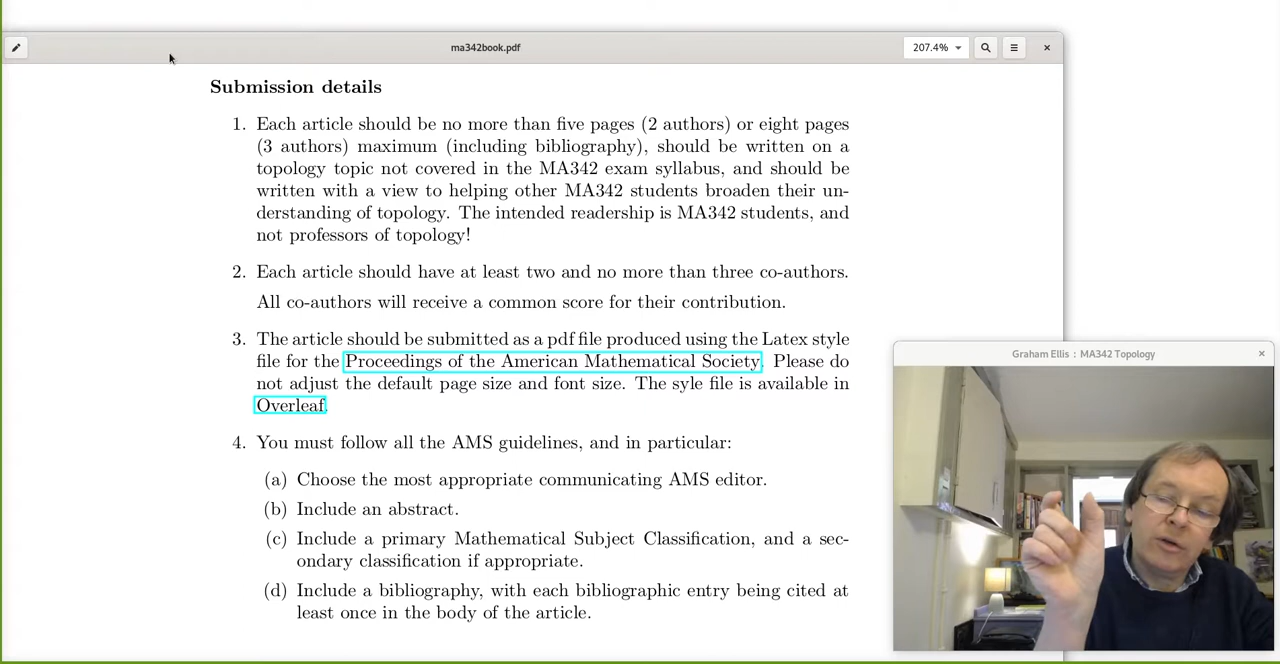 ma342book.pdf
207.4%
Submission details
1. Each article should be no more than five pages (2 authors) or eight pages
(3 authors) maximum (including bibliography), should be written on a
topology topic not covered in the MA342 exam syllabus, and should be
written with a view to helping other MA342 students broaden their un-
derstanding of topology. The intended readership is MA342 students, and
not professors of topology!
2. Each article should have at least two and no more than three co-authors.
All co-authors will receive a common score for their contribution.
3. The article should be submitted as a pdf file produced using the Latex style
file for the Proceedings of the American Mathematical Society. Please do
not adjust the default page size and font size. The syle file is available in
Overleaf.
4. You must follow all the AMS guidelines, and in particular:
(a) Choose the most appropriate communicating AMS editor.
(b) Include an abstract.
(c) Include a primary Mathematical Subject Classification, and a sec-
ondary classification if appropriate.
(d) Include a bibliography, with each bibliographic entry being cited at
least once in the body of the article.
Graham Ellis : MA342 Topology